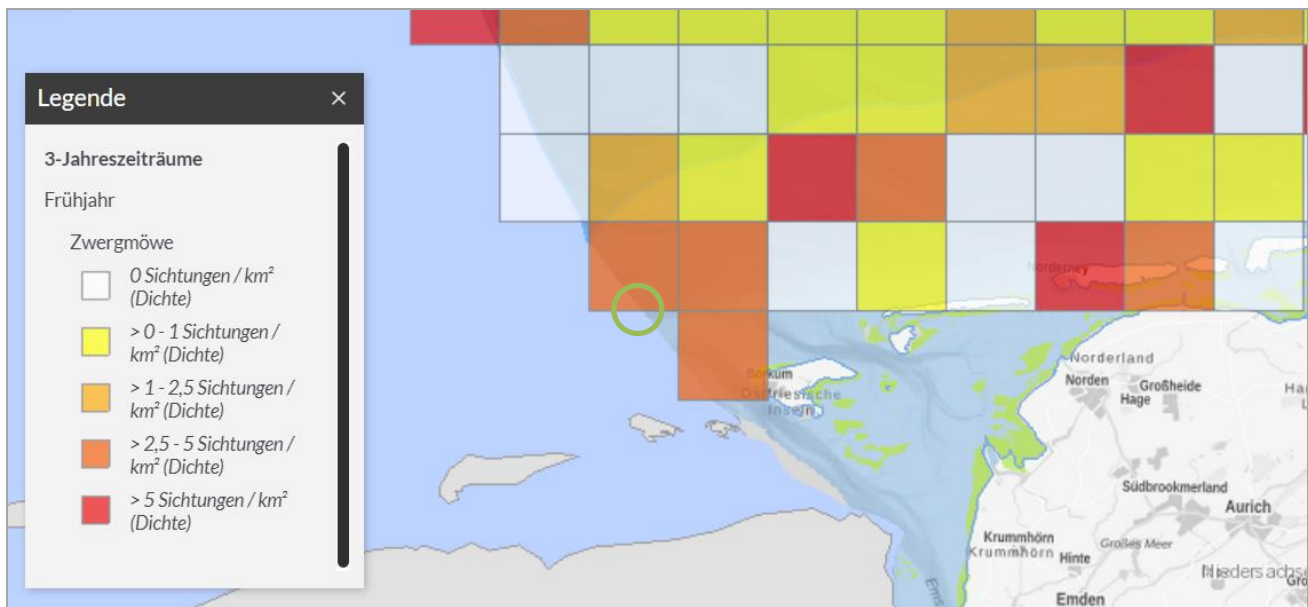 Legende ×
3-Jahreszeiträume
Frühjahr
Zwergmöwe
0 Sichtungen / km²
(Dichte)
> 0 - 1 Sichtungen /
km² (Dichte)
> 1 - 2,5 Sichtungen /
km² (Dichte)
> 2,5 - 5 Sichtungen /
km² (Dichte)
> 5 Sichtungen / km²
(Dichte)
Norderney
Borkum
Ostfriesische
Inseln
Norderland
Norden
Großheide
Hage
Südbrookmerland
Aurich
Krummhörn
Krummhörn
Hinte
Großes Meer
Emden
Ems